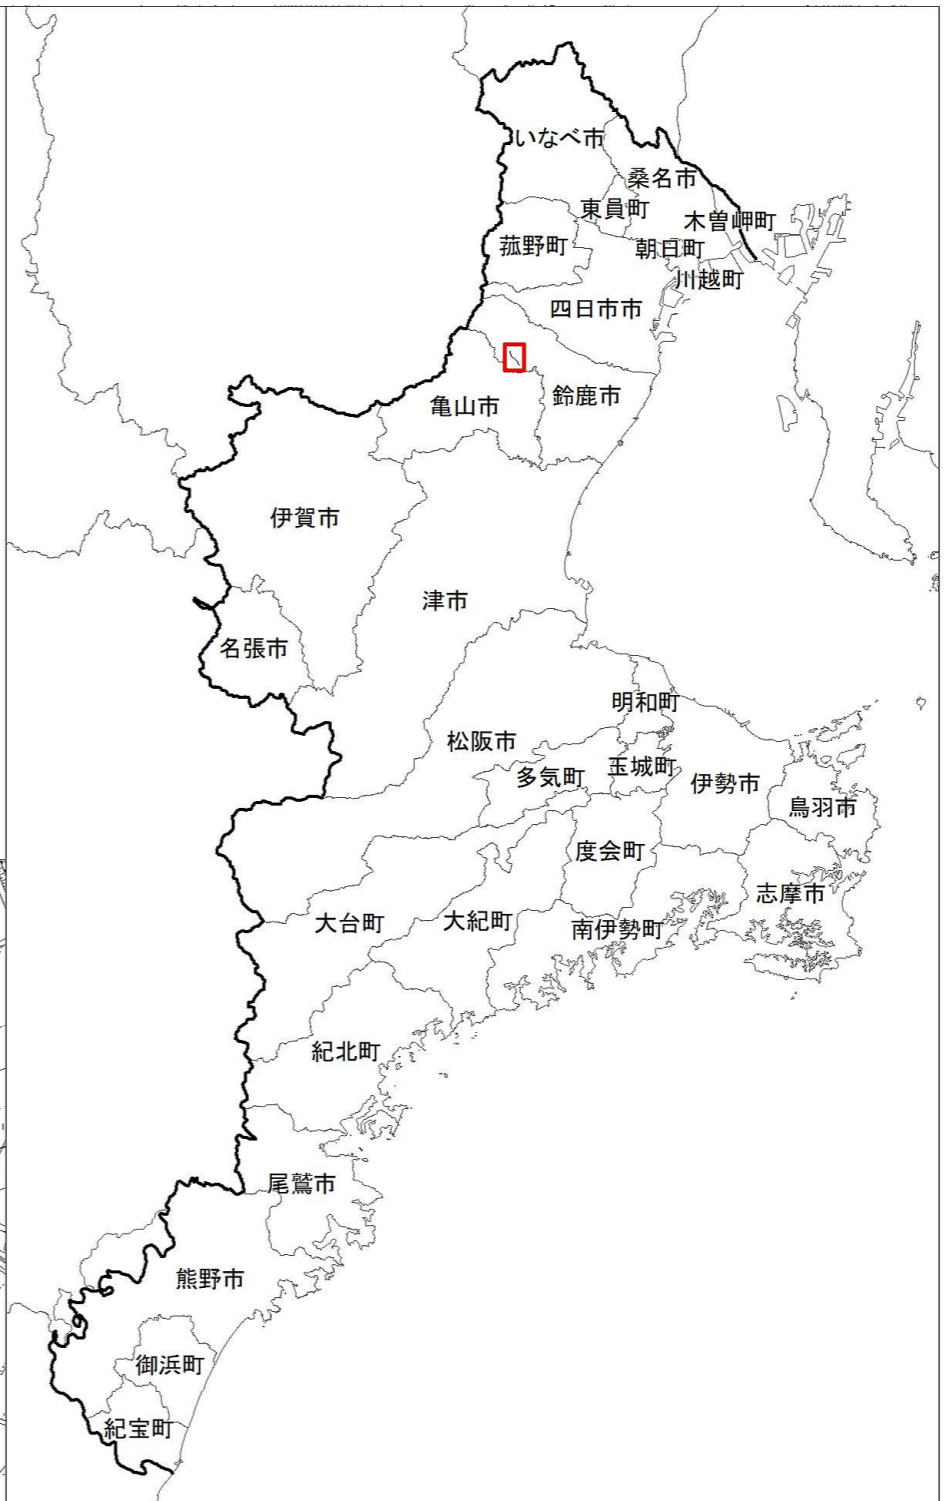 いなべ市
桑名市
東員町
木曽岬町
菰野町
朝日町
川越町
四日市市
亀山市
鈴鹿市
伊賀市
津市
名張市
明和町
松阪市
多気町
玉城町
伊勢市
鳥羽市
度会町
志摩市
大台町
大紀町
南伊勢町
紀北町
尾鷲市
熊野市
御浜町
紀宝町